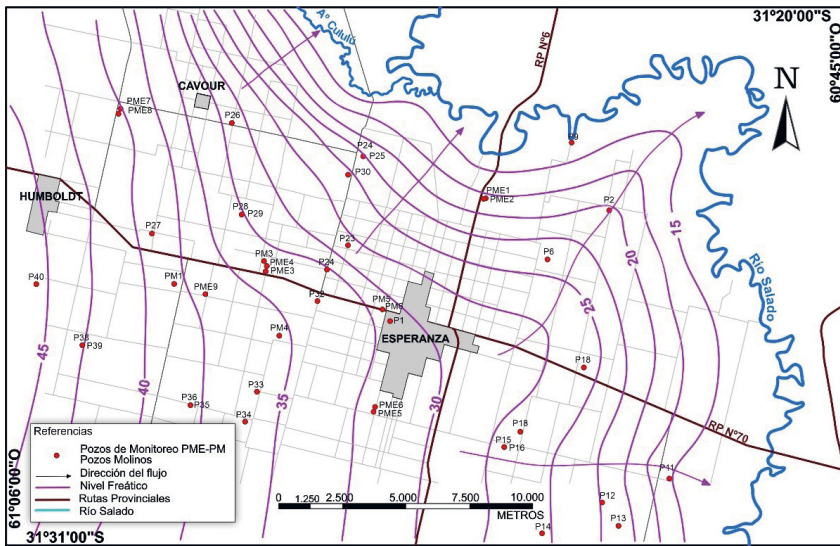 31°20'00"S
60°45'00"O
Aº Cululú
RP Nº6
N
CAVOUR
PME7
PME8
P26
P9
P24
P25
P30
PME1
PME2
HUMBOLDT
P28
P29
P2
15
P27
P23
P6
PM3
PME4
PME3
P24
20
Río Salado
P40
PM1
PME9
P32
PM5
PM6
P1
25
ESPERANZA
PM4
P38
P39
45
40
35
30
P18
P33
P36
P35
P34
PME6
PME5
P18
P15
P16
RP Nº70
P11
P12
P13
P14
Referencias
Pozos de Monitoreo PME-PM
Pozos Molinos
Dirección del flujo
Nivel Freático
Rutas Provinciales
Río Salado
0 1.250 2.500 5.000 7.500 10.000
METROS
61°06'00"O
31°31'00"S